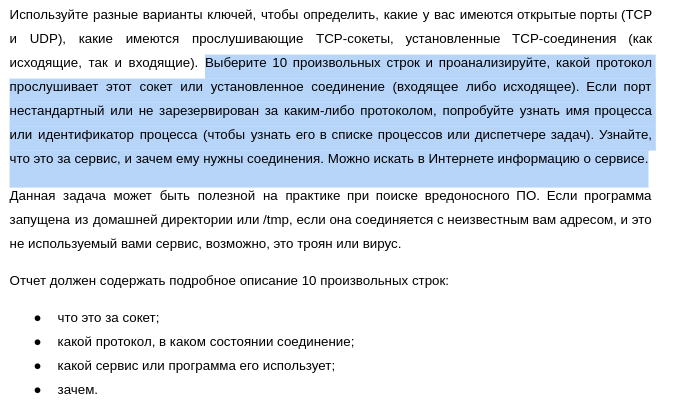 Используйте разные варианты ключей, чтобы определить, какие у вас имеются открытые порты (TCP
и UDP), какие имеются прослушивающие TCP-сокеты, установленные TCP-соединения (как
исходящие, так и входящие). Выберите 10 произвольных строк и проанализируйте, какой протокол
прослушивает этот сокет или установленное соединение (входящее либо исходящее). Если порт
нестандартный или не зарезервирован за каким-либо протоколом, попробуйте узнать имя процесса
или идентификатор процесса (чтобы узнать его в списке процессов или диспетчере задач). Узнайте,
что это за сервис, и зачем ему нужны соединения. Можно искать в Интернете информацию о сервисе.
Данная задача может быть полезной на практике при поиске вредоносного ПО. Если программа
запущена из домашней директории или /tmp, если она соединяется с неизвестным вам адресом, и это
не используемый вами сервис, возможно, это троян или вирус.
Отчет должен содержать подробное описание 10 произвольных строк:
● что это за сокет;
● какой протокол, в каком состоянии соединение;
● какой сервис или программа его использует;
● зачем.